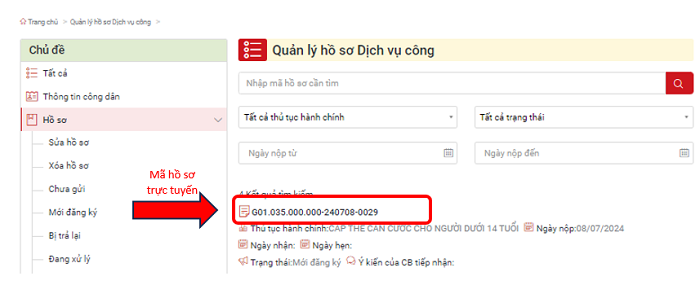 Trang chủ > Quản lý hồ sơ Dịch vụ công >
Chủ đề
Tất cả
Thông tin công dân
Hồ sơ
Sửa hồ sơ
Xóa hồ sơ
Chưa gửi
Mới đăng ký
Bị trả lại
Đang xử lý
Mã hồ sơ
trực tuyến
Quản lý hồ sơ Dịch vụ công
Nhập mã hồ sơ cần tìm
Tất cả thủ tục hành chính
Tất cả trạng thái
Ngày nộp từ
Ngày nộp đến
4 Kết quả tìm kiếm
G01.035.000.000-240708-0029
Thủ tục hành chính:CẤP THẺ CĂN CƯỚC CHO NGƯỜI DƯỚI 14 TUỔI Ngày nộp:08/07/2024
Ngày nhận: Ngày hẹn:
Trạng thái:Mới đăng ký Ý kiến của CB tiếp nhận: